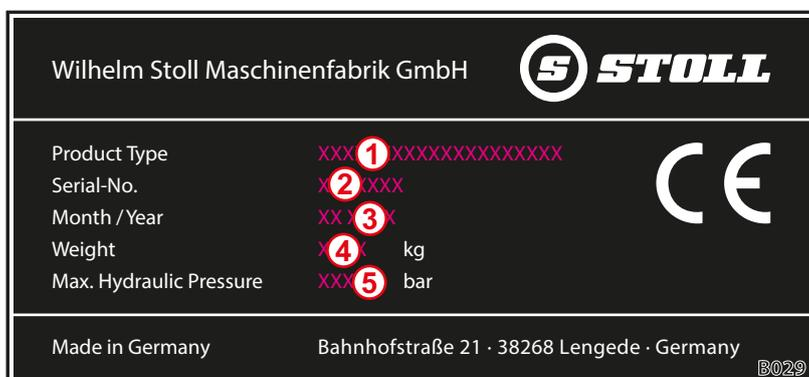 Wilhelm Stoll Maschinenfabrik GmbH S STOLL
Product Type XXX 1 XXXXXXXXXXXXXX CE
Serial-No. X 2 XXXX
Month / Year XX X 3 X
Weight X 4 X kg
Max. Hydraulic Pressure XXX 5 bar
Made in Germany Bahnhofstraße 21 · 38268 Lengede · Germany
B029